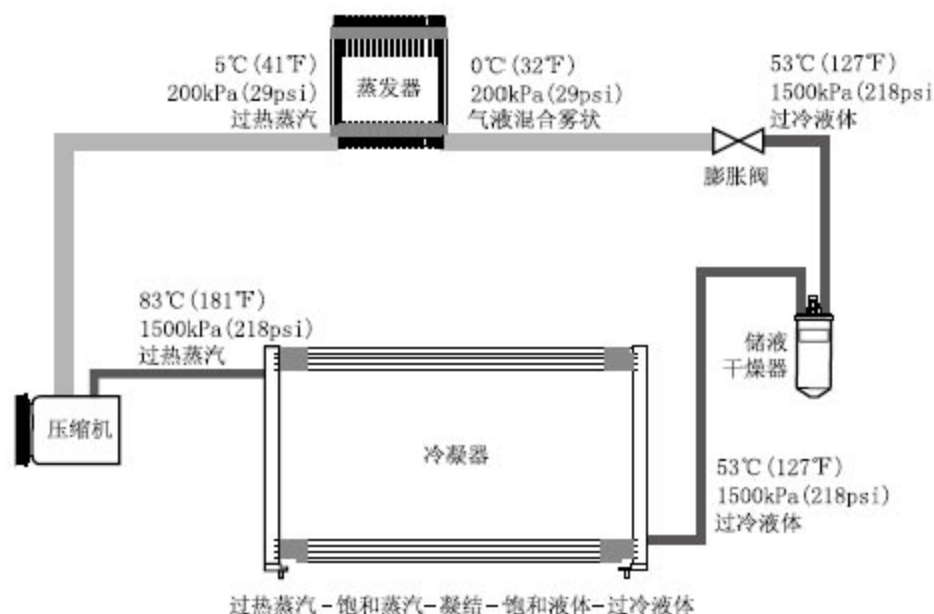 5℃(41℉)
200kPa(29psi)
过热蒸汽
蒸发器
0℃(32℉)
200kPa(29psi)
气液混合雾状
53℃(127℉)
1500kPa(218psi
过冷液体
膨胀阀
83℃(181℉)
1500kPa(218psi)
过热蒸汽
储液
干燥器
压缩机
冷凝器
53℃(127℉)
1500kPa(218psi)
过冷液体
过热蒸汽-饱和蒸汽-凝结-饱和液体-过冷液体